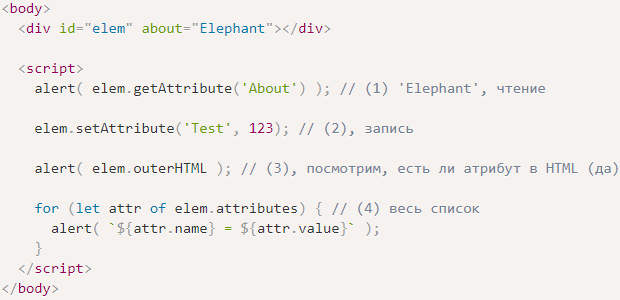 <body>
  <div id="elem" about="Elephant"></div>

  <script>
    alert( elem.getAttribute('About') ); // (1) 'Elephant', чтение

    elem.setAttribute('Test', 123); // (2), запись

    alert( elem.outerHTML ); // (3), посмотрим, есть ли атрибут в HTML (да)

    for (let attr of elem.attributes) { // (4) весь список
      alert( `${attr.name} = ${attr.value}` );
    }
  </script>
</body>